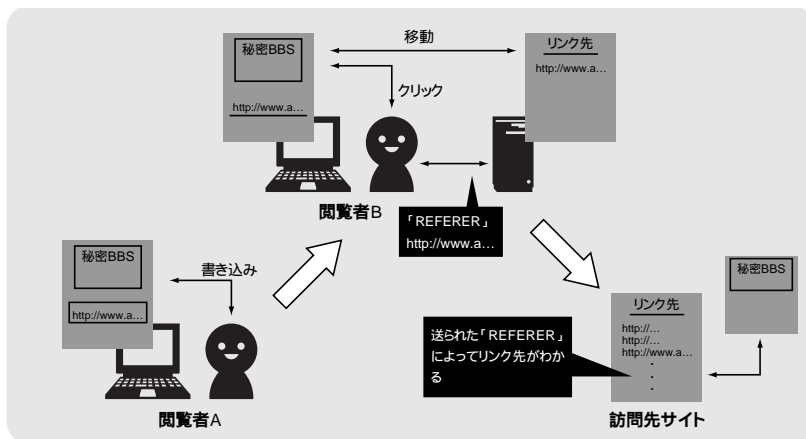 秘密BBS
http://www.a…
移動
クリック
リンク先
http://www.a…
閲覧者B
「REFERER」
http://www.a…
秘密BBS
http://www.a…
書き込み
閲覧者A
送られた「REFERER」
によってリンク先がわか
る
リンク先
http://…
http://…
http://www.a…
・
・
・
訪問先サイト
秘密BBS